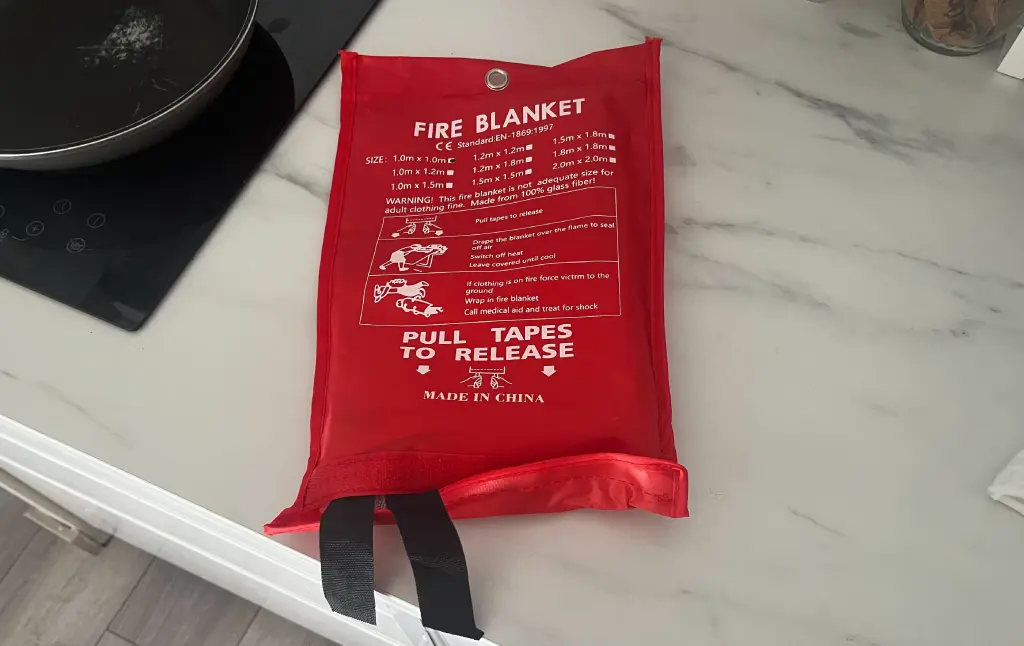 FIRE BLANKET
CE Standard:EN-1869:1997
SIZE: 1.0m x 1.0m 1.2m x 1.2m 1.5m x 1.8m
1.0m x 1.2m 1.2m x 1.8m 1.8m x 1.8m
1.0m x 1.5m 1.5m x 1.5m 2.0m x 2.0m
WARNING! This fire blanket is not adequate size for
adult clothing fine. Made from 100% glass fiber!
Pull tapes to release
Drape the blanket over the flame to seal
off air
Switch off heat
Leave covered until cool
If clothing is on fire force victrm to the
ground
Wrap in fire blanket
Call medical aid and treat for shock
PULL TAPES
TO RELEASE
MADE IN CHINA